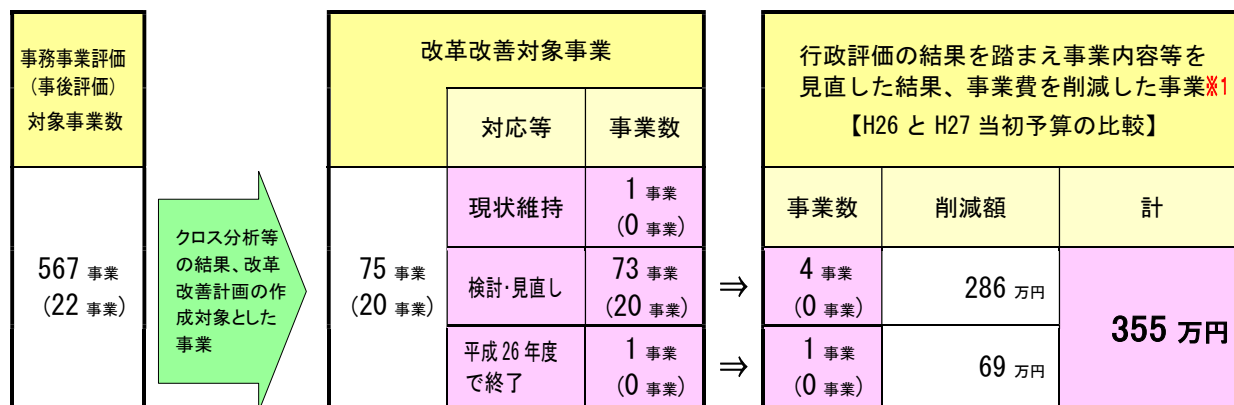 事務事業評価
（事後評価）
対象事業数
567 事業
(22 事業)
クロス分析等
の結果、改革
改善計画の作
成対象とした
事業
改革改善対象事業
対応等
事業数
75 事業
(20 事業)
現状維持
1 事業
(0 事業)
検討・見直し
73 事業
(20 事業)
平成26年度
で終了
1 事業
(0 事業)
⇒
⇒
行政評価の結果を踏まえ事業内容等を
見直した結果、事業費を削減した事業※1
【H26 と H27 当初予算の比較】
事業数
削減額
計
4 事業
(0 事業)
286 万円
1 事業
(0 事業)
69 万円
355 万円